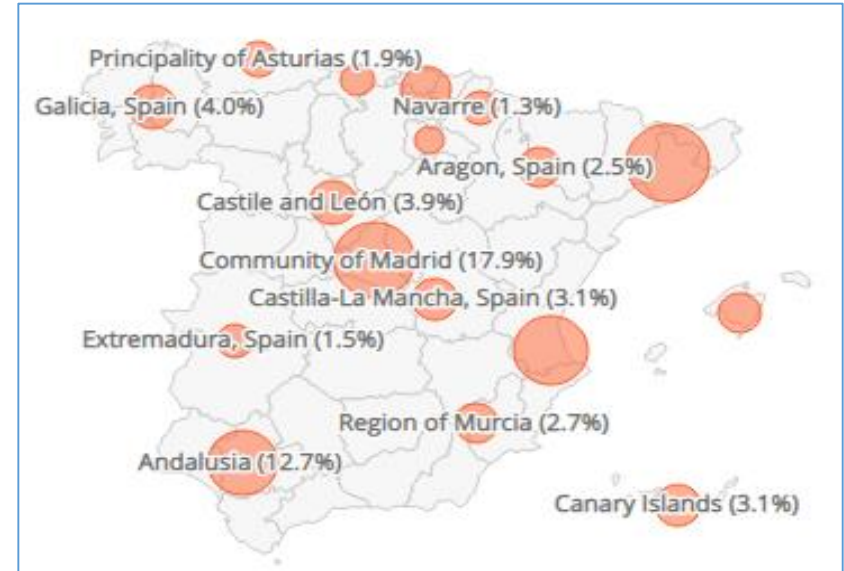 Principality of Asturias (1.9%)
Galicia, Spain (4.0%)
Navarre (1.3%)
Aragon, Spain (2.5%)
Castile and León (3.9%)
Community of Madrid (17.9%)
Castilla-La Mancha, Spain (3.1%)
Extremadura, Spain (1.5%)
Region of Murcia (2.7%)
Andalusia (12.7%)
Canary Islands (3.1%)